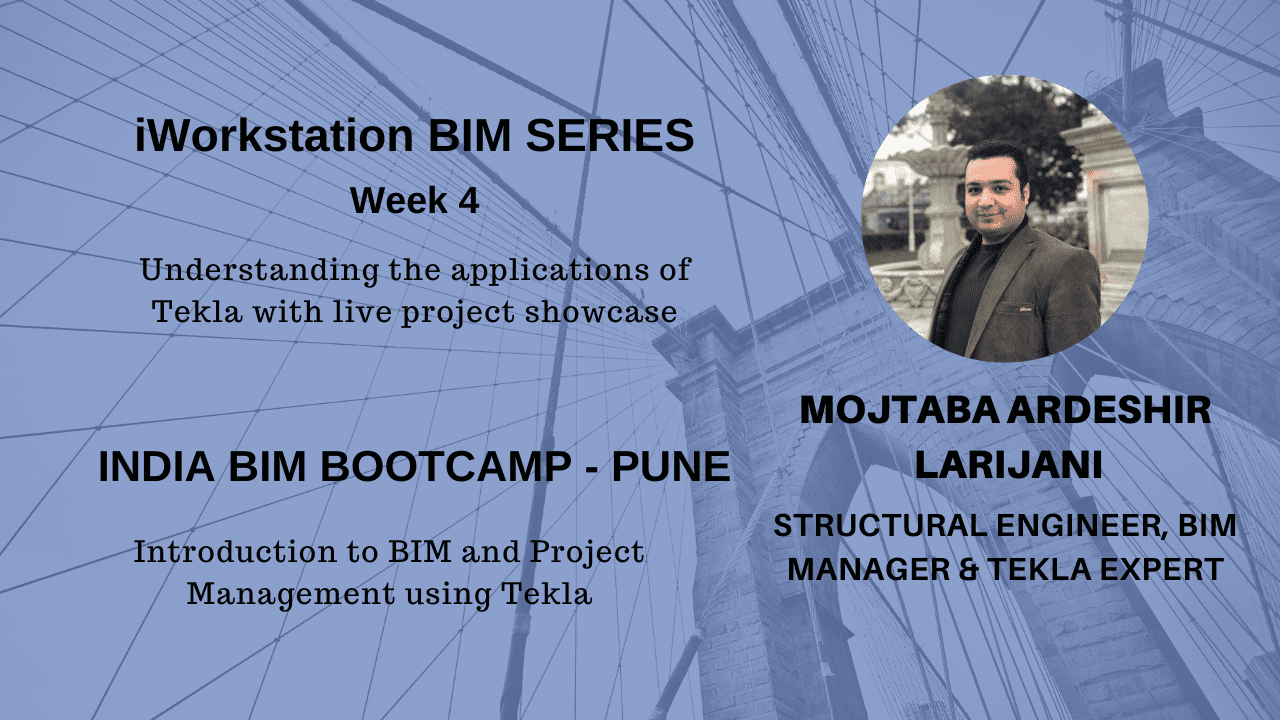 iWorkstation BIM SERIES
Week 4
Understanding the applications of
Tekla with live project showcase
INDIA BIM BOOTCAMP - PUNE
Introduction to BIM and Project
Management using Tekla
MOJTABA ARDESHIR
LARIJANI
STRUCTURAL ENGINEER, BIM
MANAGER & TEKLA EXPERT